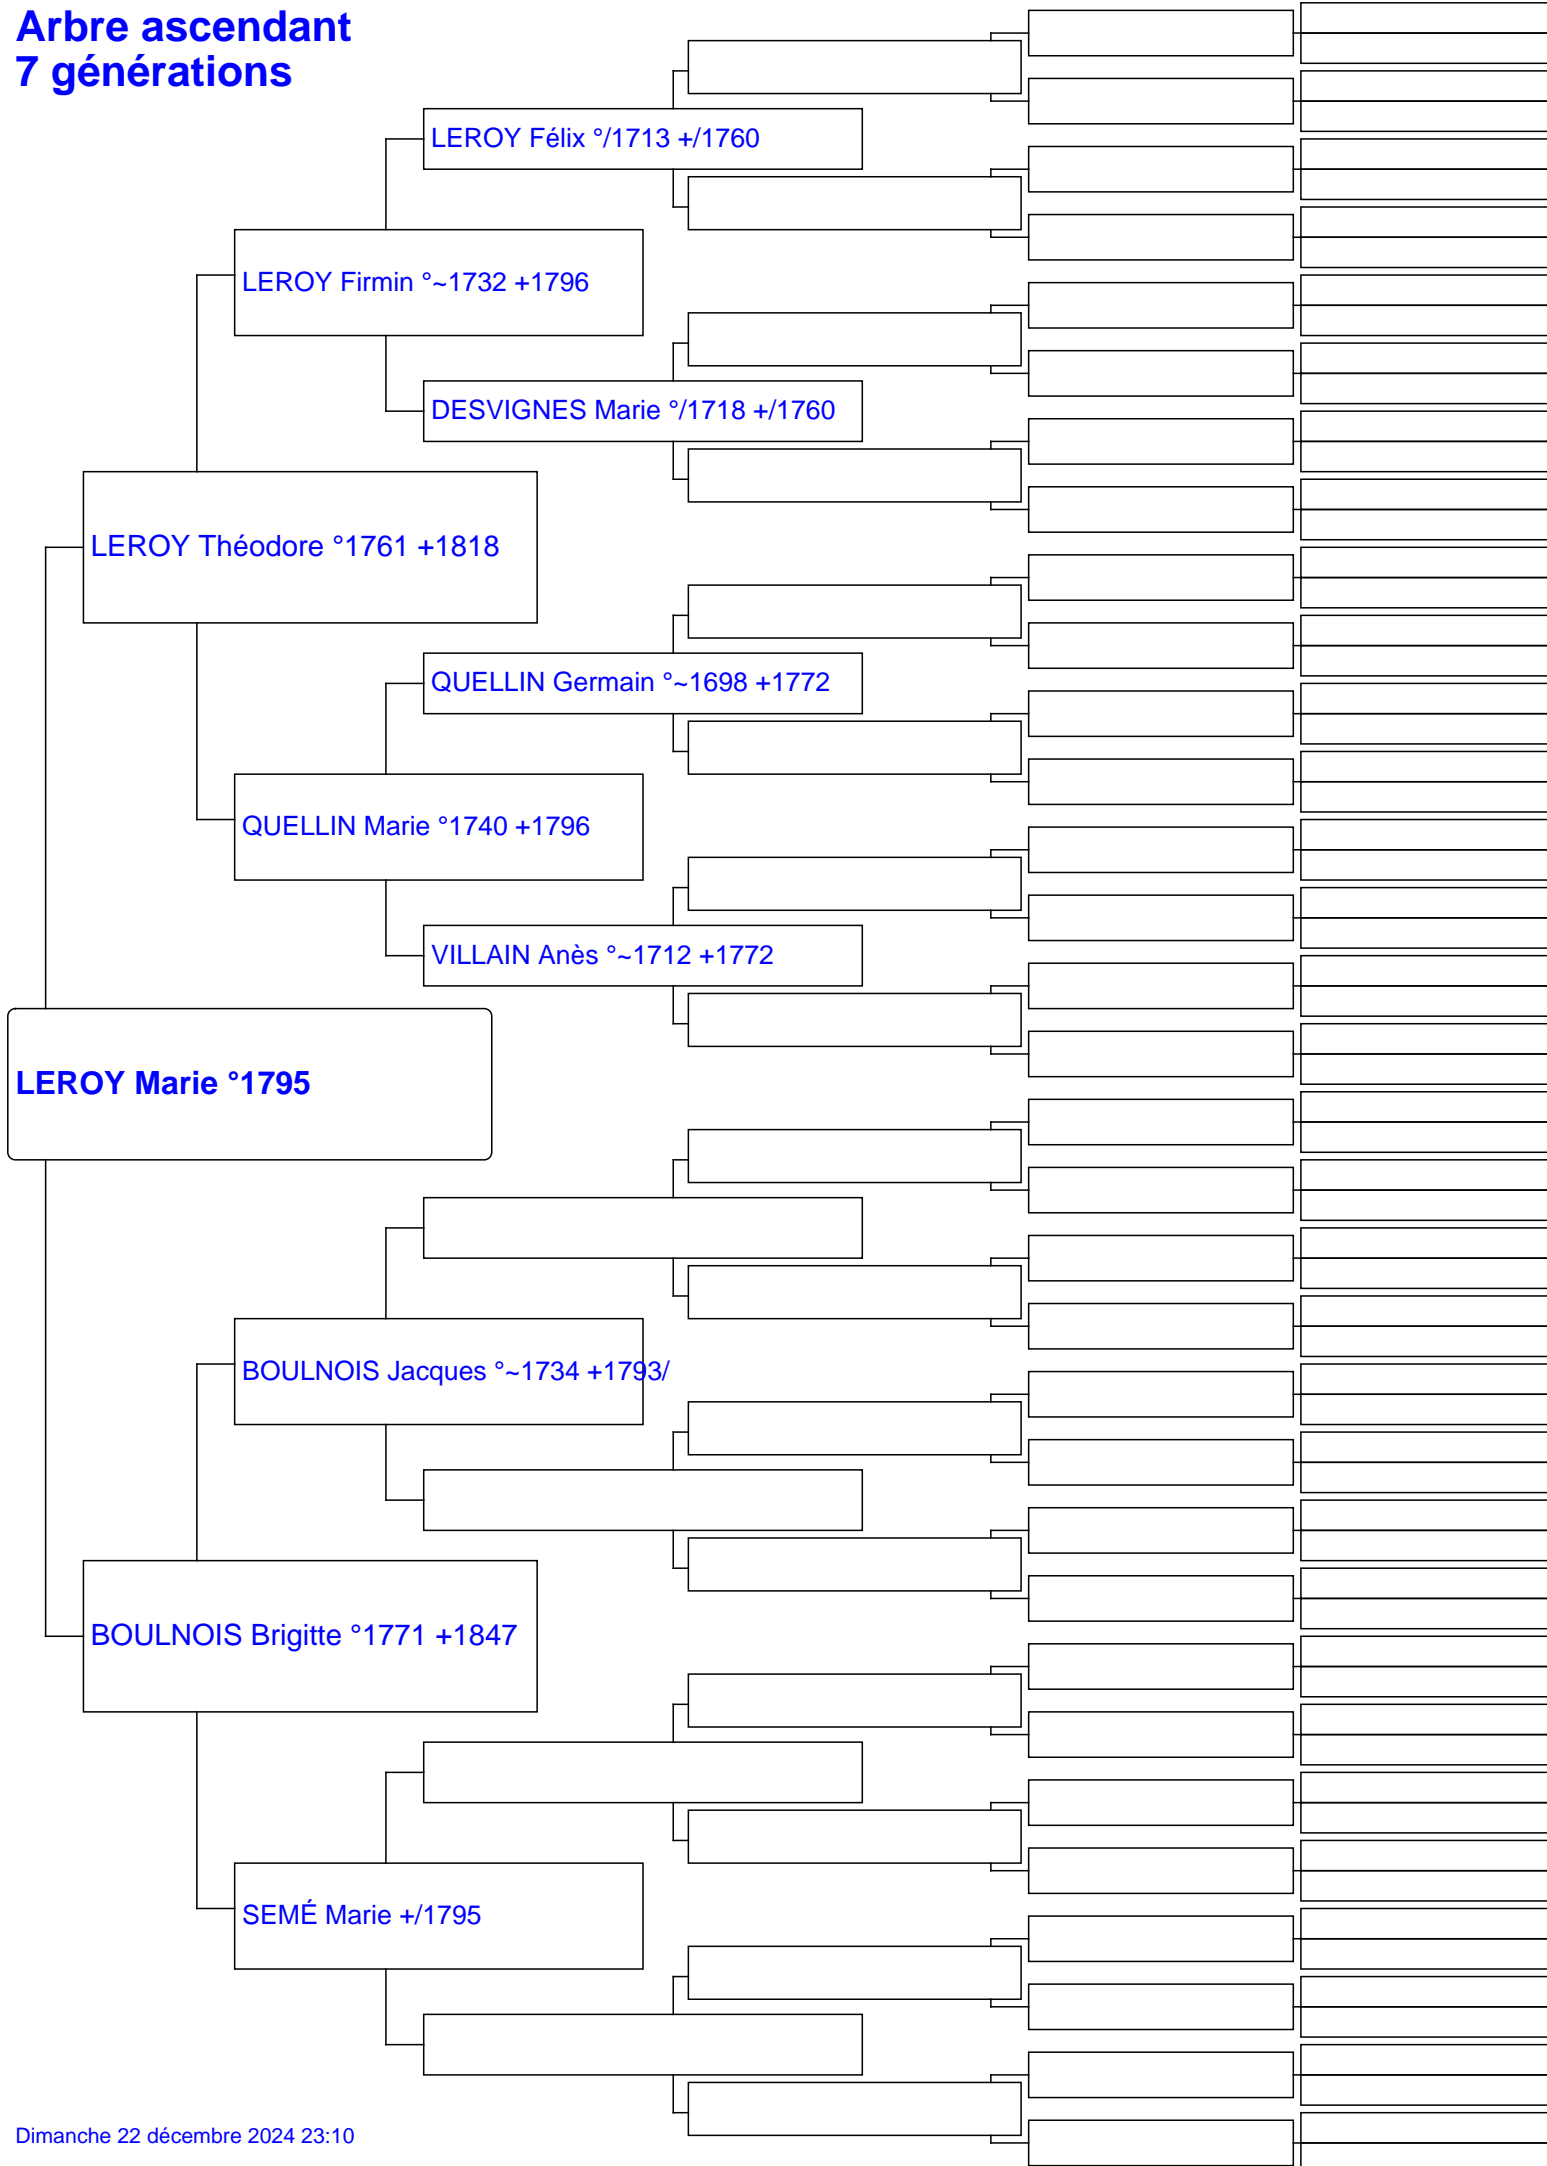 Arbre ascendant
7 générations
LEROY Félix °/1713 +/1760
LEROY Firmin °~1732 +1796
DESVIGNES Marie °/1718 +/1760
LEROY Théodore °1761 +1818
QUELLIN Germain °~1698 +1772
QUELLIN Marie °1740 +1796
VILLAIN Anès °~1712 +1772
LEROY Marie °1795
BOULNOIS Jacques °~1734 +1793/
BOULNOIS Brigitte °1771 +1847
SEMÉ Marie +/1795
Dimanche 22 décembre 2024 23:10